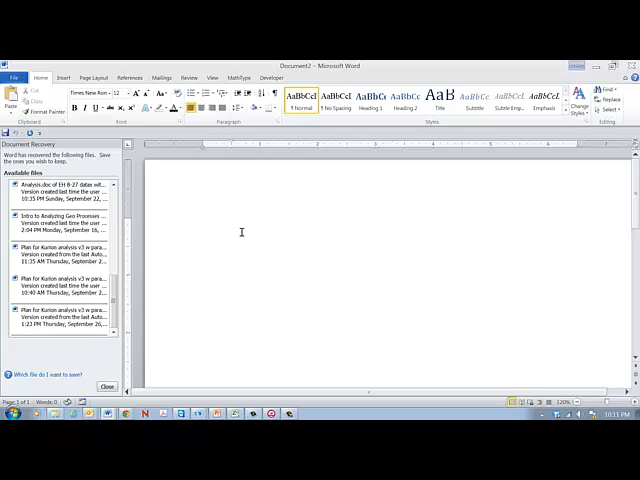 Document2 - Microsoft Word
File Home Insert Page Layout References Mailings Review View MathType Developer
Paste
Cut
Copy
Format Painter
Clipboard
Times New Ro 12
Font
Paragraph
AaBbCcI AaBbCcI AaBbCc AaBbCc AaB AaBbCc. AaBbCcI AaBbCcI
¶ Normal ¶ No Spacing Heading 1 Heading 2 Title Subtitle Subtle Emp... Emphasis
Styles
Change Styles
Find
Replace
Select
Editing
Document Recovery
Word has recovered the following files. Save
the ones you wish to keep.
Available files
Analysis.doc of EH 8-27 datax wit...
Version created last time the user ...
10:35 PM Sunday, September 22, ...
Intro to Analyzing Geo Processes ...
Version created last time the user ...
2:04 PM Monday, September 16, ...
Plan for Kurion analysis v3 w para...
Version created from the last Auto...
11:35 AM Thursday, September 2...
Plan for Kurion analysis v3 w para...
Version created last time the user ...
10:40 AM Thursday, September 2...
Plan for Kurion analysis v3 w para...
Version created from the last Auto...
1:23 PM Thursday, September 26,...
Which file do I want to save?
Close
Page: 1 of 1 Words: 0
120%
10:11 PM